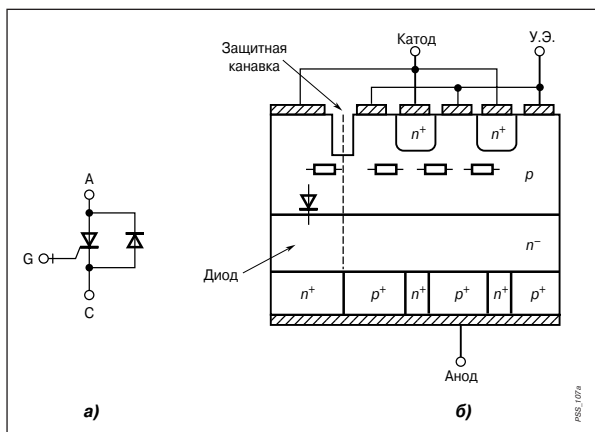 Защитная
канавка
Катод
У.Э.
n+
n+
p
A
G
C
Диод
n−
n+
p+
n+
p+
n+
p+
Анод
а)
б)
PSS_107a